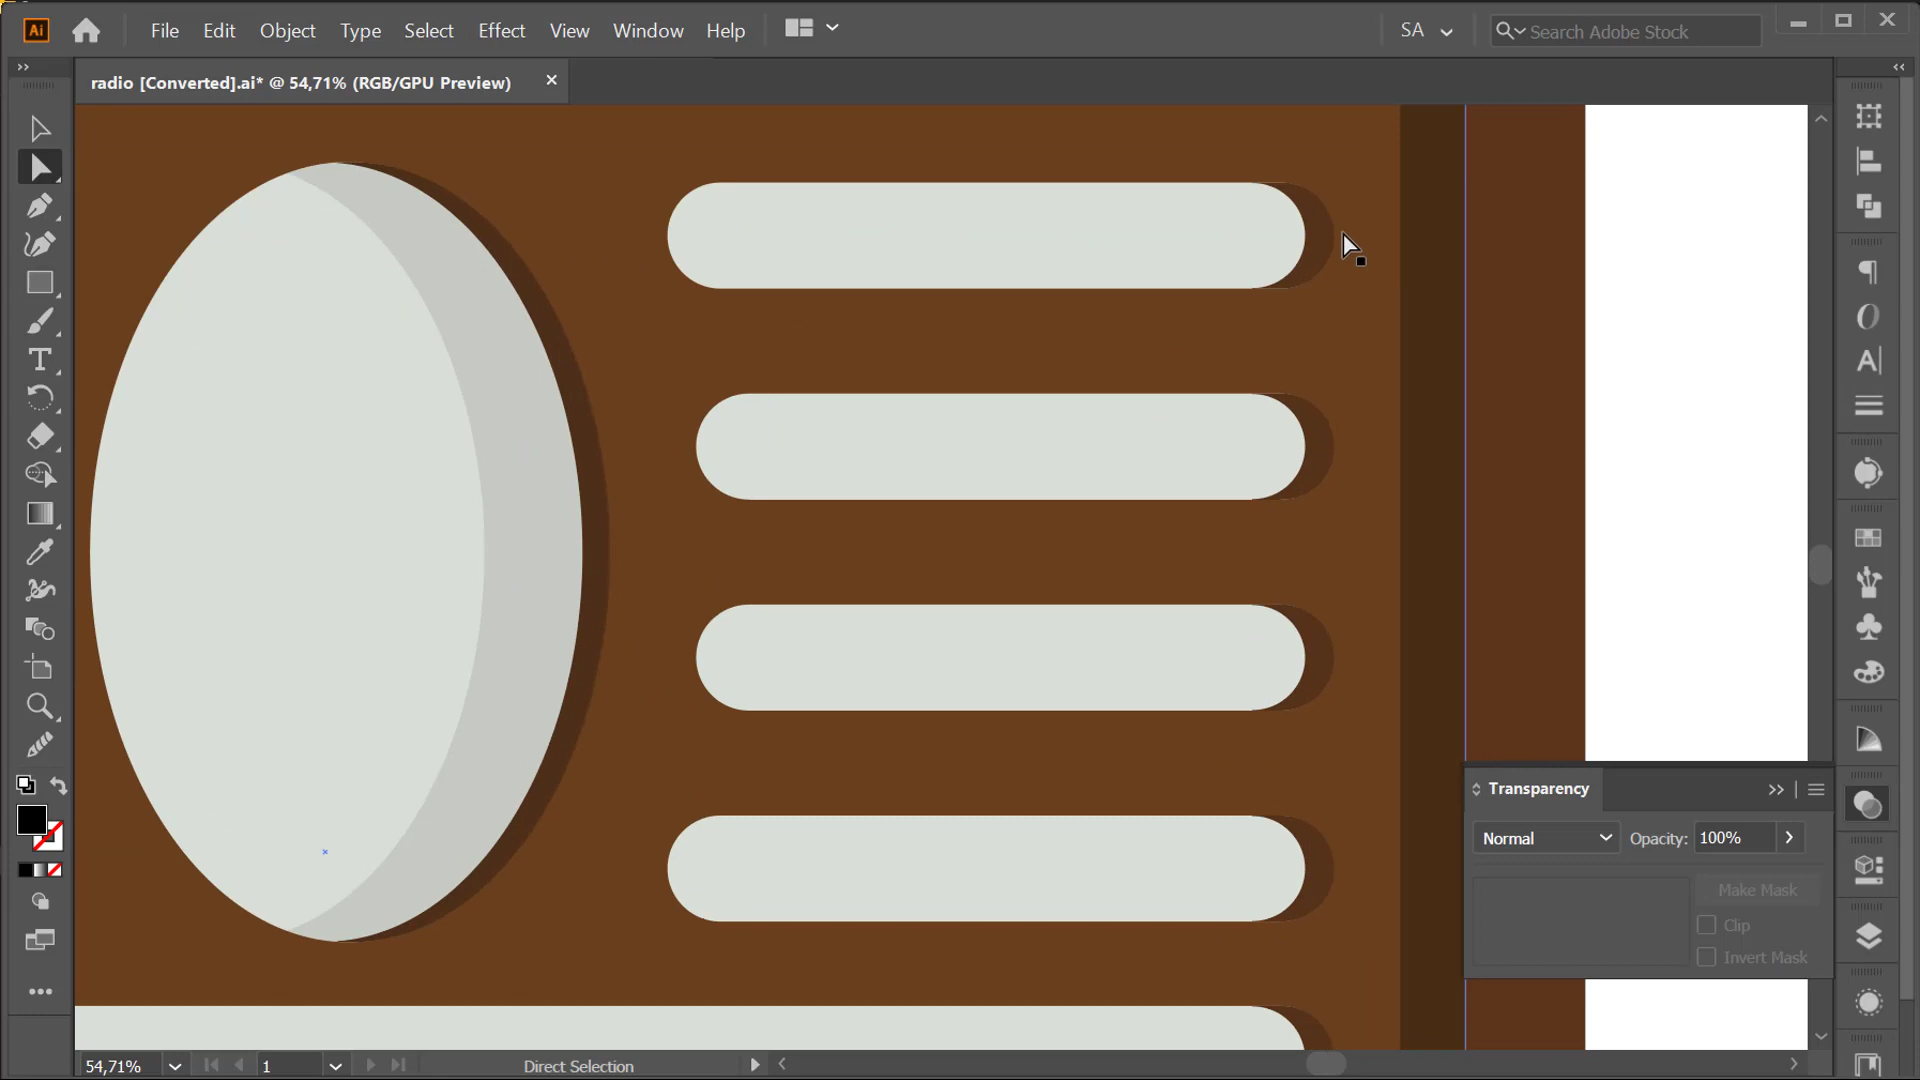 Ai File Edit Object Type Select Effect View Window Help SA Search Adobe Stock
radio [Converted].ai* @ 54,71% (RGB/GPU Preview)
Transparency
Normal Opacity: 100%
Make Mask
Clip
Invert Mask
54,71% 1 Direct Selection